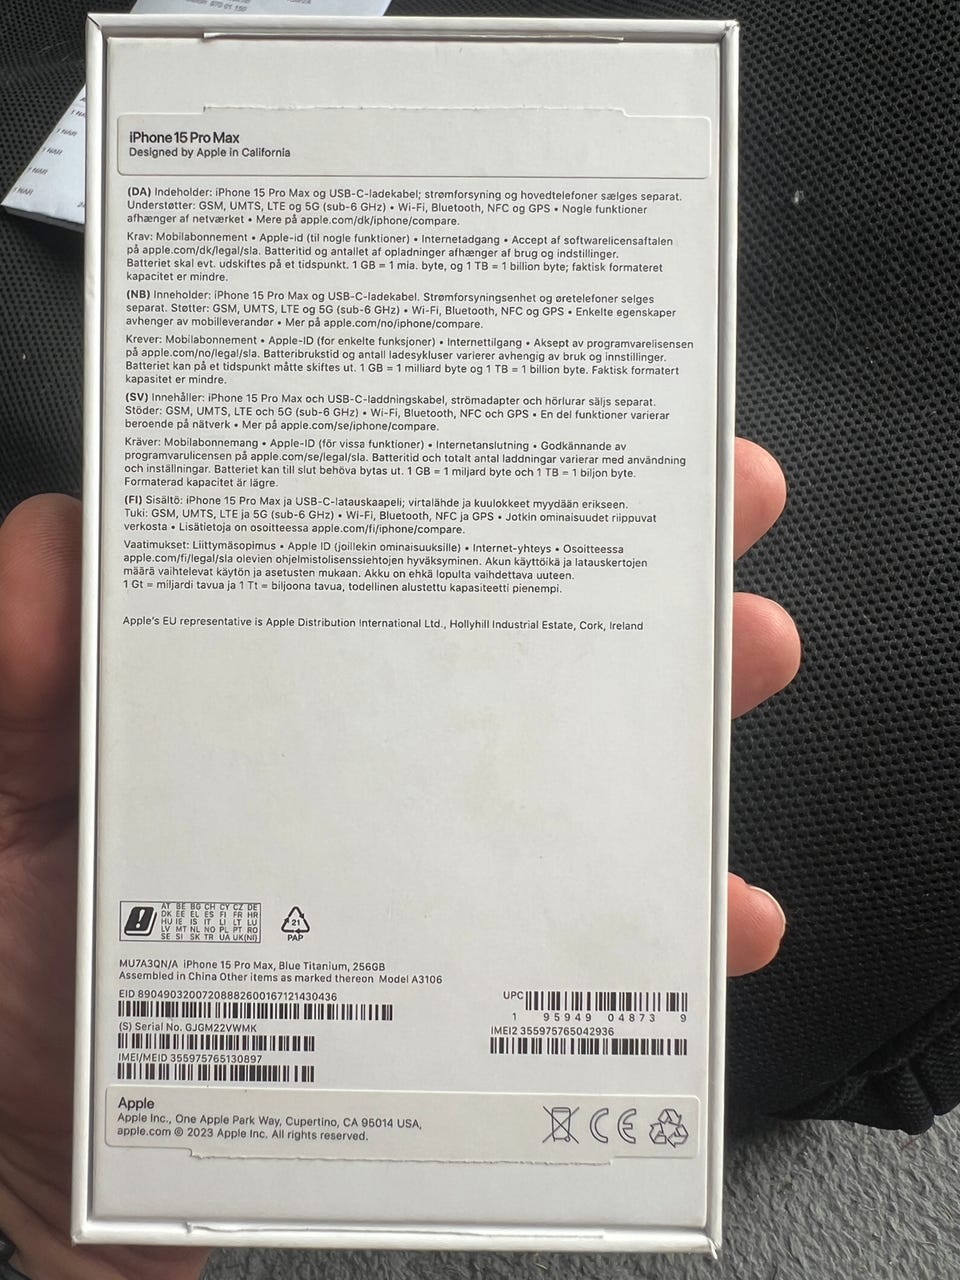 1 NAR
1 NAR
1 NAR
1 NAR
1 NAR
iPhone 15 Pro Max
Designed by Apple in California
(DA) Indeholder: iPhone 15 Pro Max og USB-C-ladekabel; strømforsyning og hovedtelefoner sælges separat.
Understøtter: GSM, UMTS, LTE og 5G (sub-6 GHz) • Wi-Fi, Bluetooth, NFC og GPS • Nogle funktioner
afhænger af netværket • Mere på apple.com/dk/iphone/compare.
Krav: Mobilabonnement • Apple-id (til nogle funktioner) • Internetadgang • Accept af softwarelicensaftalen
på apple.com/dk/legal/sla. Batteritid og antallet af opladninger afhænger af brug og indstillinger.
Batteriet skal evt. udskiftes på et tidspunkt. 1 GB = 1 mia. byte, og 1 TB = 1 billion byte; faktisk formateret
kapacitet er mindre.
(NB) Inneholder: iPhone 15 Pro Max og USB-C-ladekabel. Strømforsyningsenhet og øretelefoner selges
separat. Støtter: GSM, UMTS, LTE og 5G (sub-6 GHz) • Wi-Fi, Bluetooth, NFC og GPS • Enkelte egenskaper
avhenger av mobilleverandør • Mer på apple.com/no/iphone/compare.
Krever: Mobilabonnement • Apple-ID (for enkelte funksjoner) • Internettilgang • Aksept av programvarelisensen
på apple.com/no/legal/sla. Batteribrukstid og antall ladesykluser varierer avhengig av bruk og innstillinger.
Batteriet kan på et tidspunkt måtte skiftes ut. 1 GB = 1 milliard byte og 1 TB = 1 billion byte. Faktisk formatert
kapasitet er mindre.
(SV) Innehåller: iPhone 15 Pro Max och USB-C-laddningskabel, strömadapter och hörlurar säljs separat.
Stöder: GSM, UMTS, LTE och 5G (sub-6 GHz) • Wi-Fi, Bluetooth, NFC och GPS • En del funktioner varierar
beroende på nätverk • Mer på apple.com/se/iphone/compare.
Kräver: Mobilabonnemang • Apple-ID (för vissa funktioner) • Internetanslutning • Godkännande av
programvarulicensen på apple.com/se/legal/sla. Batteritid och totalt antal laddningar varierar med användning
och inställningar. Batteriet kan till slut behöva bytas ut. 1 GB = 1 miljard byte och 1 TB = 1 biljon byte.
Formaterad kapacitet är lägre.
(FI) Sisältö: iPhone 15 Pro Max ja USB-C-latauskaapeli; virtalähde ja kuulokkeet myydään erikseen.
Tuki: GSM, UMTS, LTE ja 5G (sub-6 GHz) • Wi-Fi, Bluetooth, NFC ja GPS • Jotkin ominaisuudet riippuvat
verkosta • Lisätietoja on osoitteessa apple.com/fi/iphone/compare.
Vaatimukset: Liittymäsopimus • Apple ID (joillekin ominaisuuksille) • Internet-yhteys • Osoitteessa
apple.com/fi/legal/sla olevien ohjelmistolisenssiehtojen hyväksyminen. Akun käyttöikä ja latauskertojen
määrä vaihtelevat käytön ja asetusten mukaan. Akku on ehkä lopulta vaihdettava uuteen.
1 Gt = miljardi tavua ja 1 Tt = biljoona tavua, todellinen alustettu kapasiteetti pienempi.
Apple's EU representative is Apple Distribution International Ltd., Hollyhill Industrial Estate, Cork, Ireland
AT BE BG CH CY CZ DE
DK EE EL ES FI FR HR
HU IE IS IT LI LT LU
LV MT NL NO PL PT RO
SE SI SK TR UA UK(NI)
21
PAP
MU7A3QN/A iPhone 15 Pro Max, Blue Titanium, 256GB
Assembled in China Other items as marked thereon Model A3106
EID 89049032007208882600167121430436
(S) Serial No. GJGM22VWMK
IMEI/MEID 355975765130897
UPC
1 95949 04873 9
IMEI2 355975765042936
Apple
Apple Inc., One Apple Park Way, Cupertino, CA 95014 USA,
apple.com © 2023 Apple Inc. All rights reserved.
CE